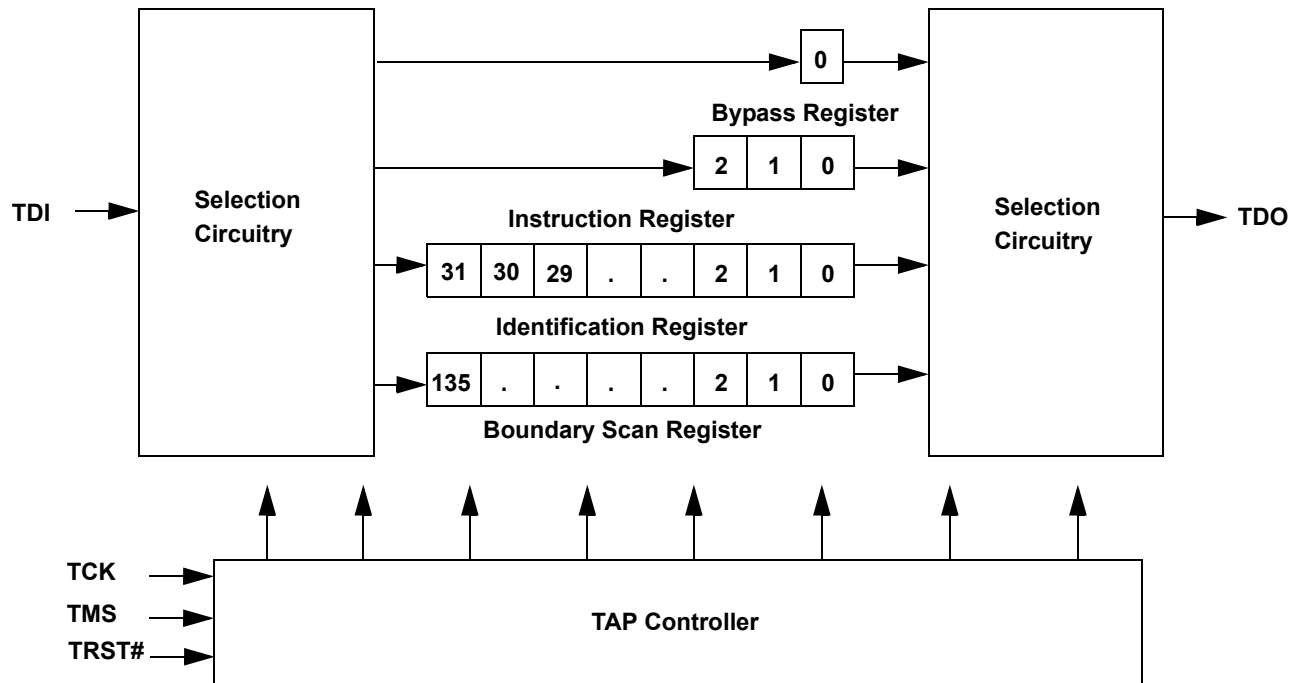 0
Bypass Register
2 1 0
Selection
Circuitry
TDI
Selection
Circuitry
TDO
Instruction Register
31 30 29 . . 2 1 0
Identification Register
135 . . . . 2 1 0
Boundary Scan Register
TCK
TMS
TRST#
TAP Controller